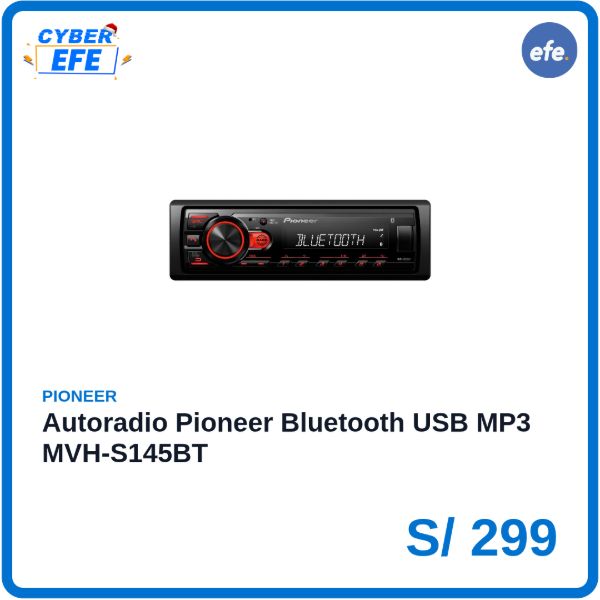 CYBER
EFE
efe.
Pioneer
BLUETOOTH
PIONEER
Autoradio Pioneer Bluetooth USB MP3
MVH-S145BT
S/ 299